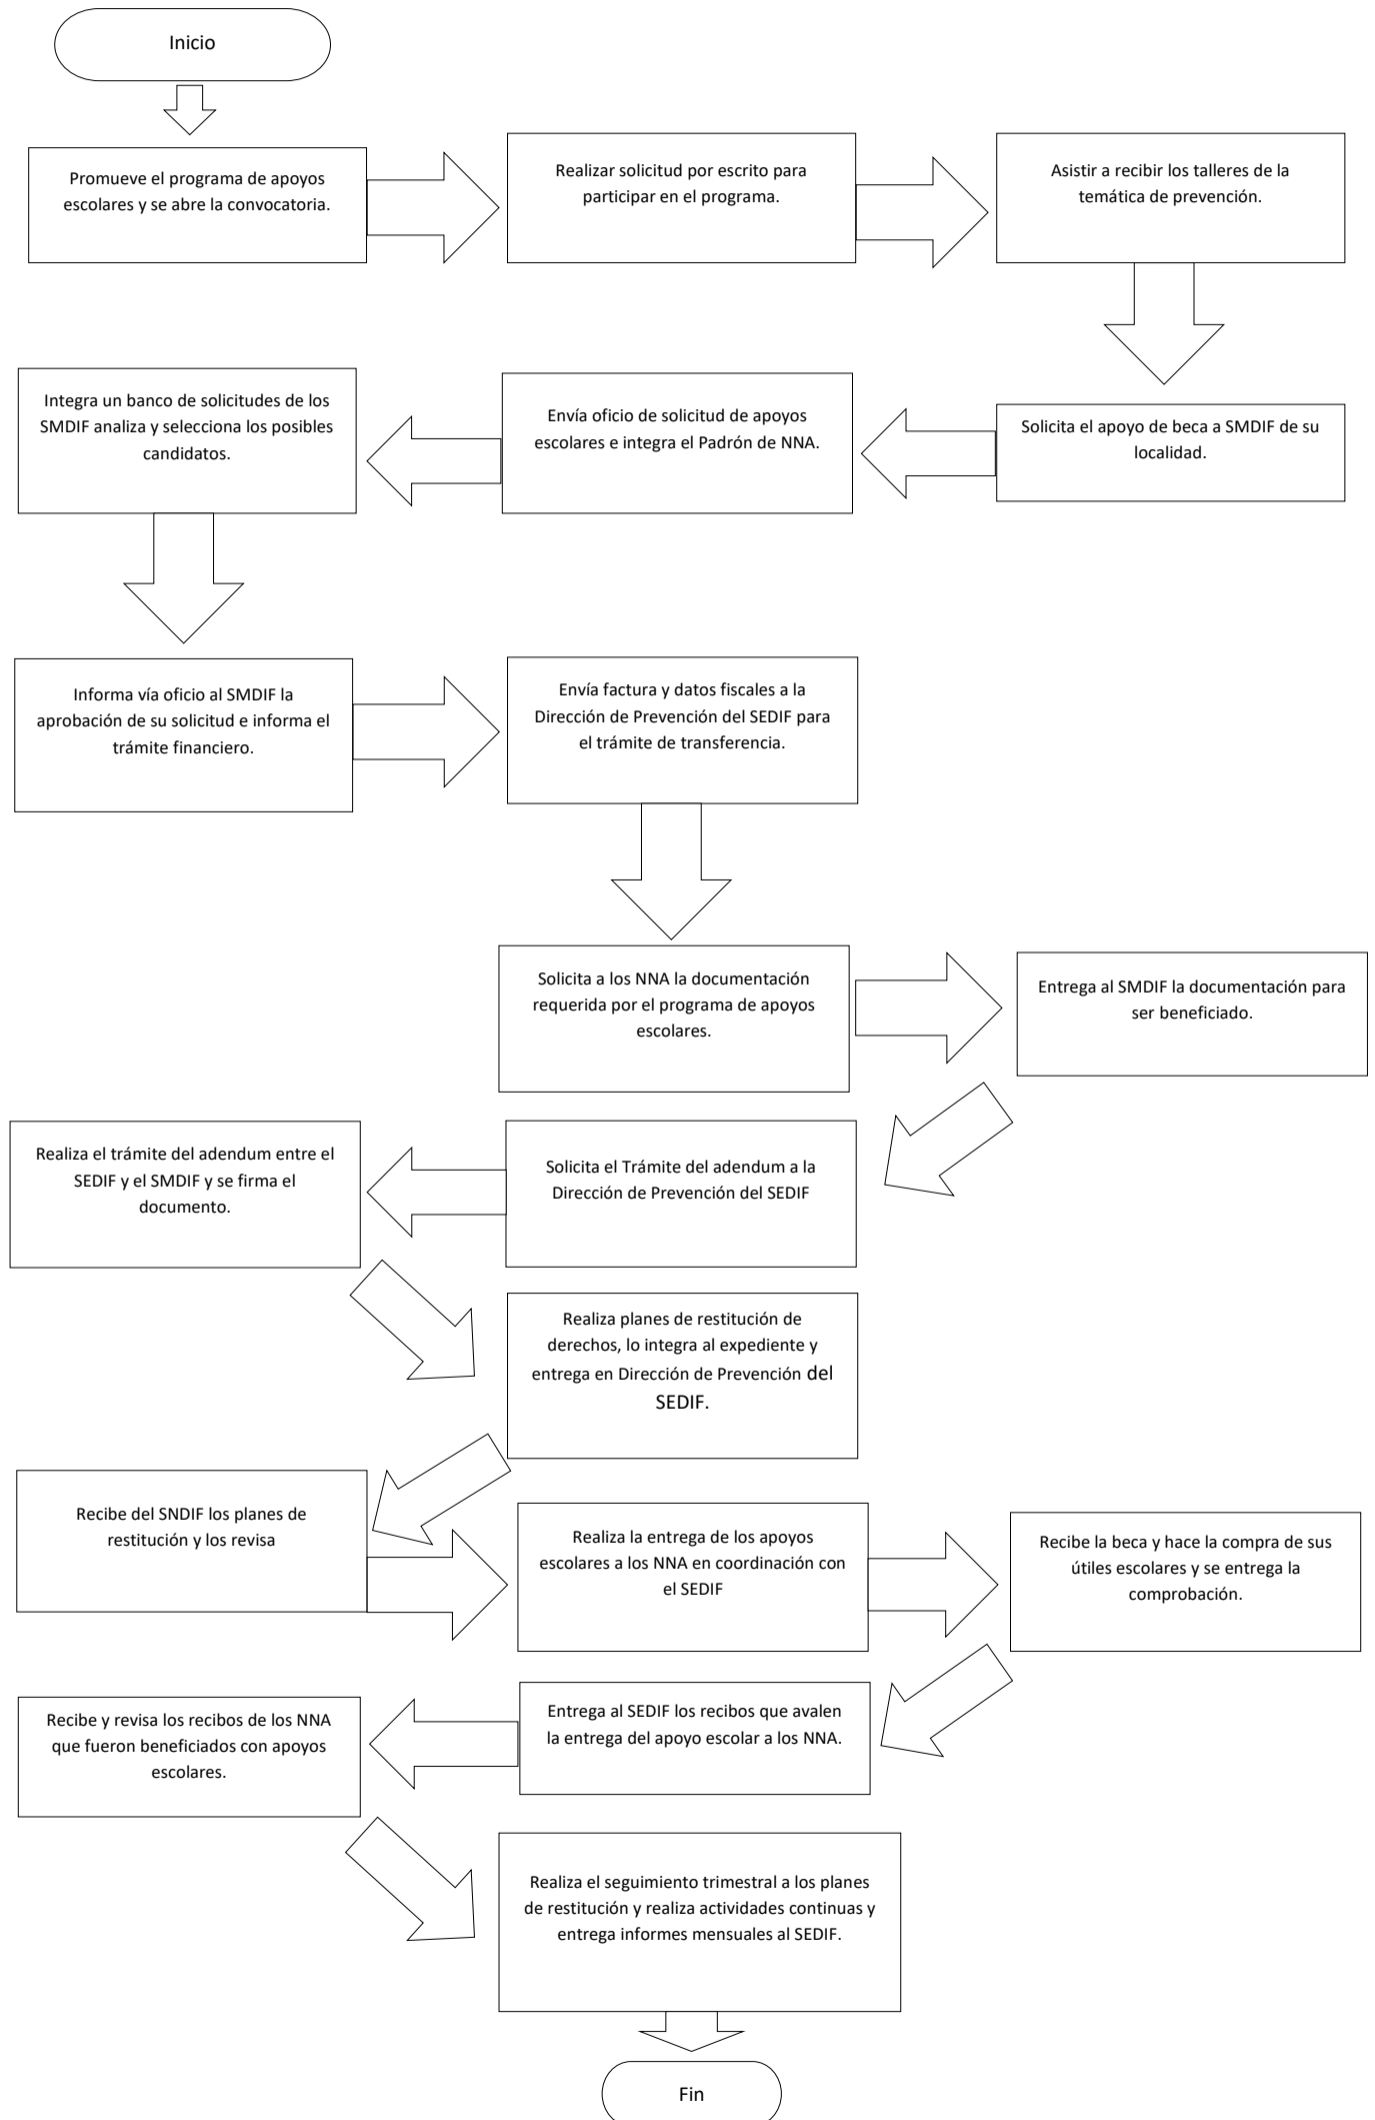 Inicio
Promueve el programa de apoyos
escolares y se abre la convocatoria.
Realizar solicitud por escrito para
participar en el programa.
Asistir a recibir los talleres de la
temática de prevención.
Solicita el apoyo de beca a SMDIF de su
localidad.
Envía oficio de solicitud de apoyos
escolares e integra el Padrón de NNA.
Integra un banco de solicitudes de los
SMDIF analiza y selecciona los posibles
candidatos.
Informa vía oficio al SMDIF la
aprobación de su solicitud e informa el
trámite financiero.
Envía factura y datos fiscales a la
Dirección de Prevención del SEDIF para
el trámite de transferencia.
Solicita a los NNA la documentación
requerida por el programa de apoyos
escolares.
Entrega al SMDIF la documentación para
ser beneficiado.
Solicita el Trámite del adendum a la
Dirección de Prevención del SEDIF
Realiza el trámite del adendum entre el
SEDIF y el SMDIF y se firma el
documento.
Realiza planes de restitución de
derechos, lo integra al expediente y
entrega en Dirección de Prevención del
SEDIF.
Recibe del SNDIF los planes de
restitución y los revisa
Realiza la entrega de los apoyos
escolares a los NNA en coordinación con
el SEDIF
Recibe la beca y hace la compra de sus
útiles escolares y se entrega la
comprobación.
Entrega al SEDIF los recibos que avalen
la entrega del apoyo escolar a los NNA.
Recibe y revisa los recibos de los NNA
que fueron beneficiados con apoyos
escolares.
Realiza el seguimiento trimestral a los planes
de restitución y realiza actividades continuas y
entrega informes mensuales al SEDIF.
Fin